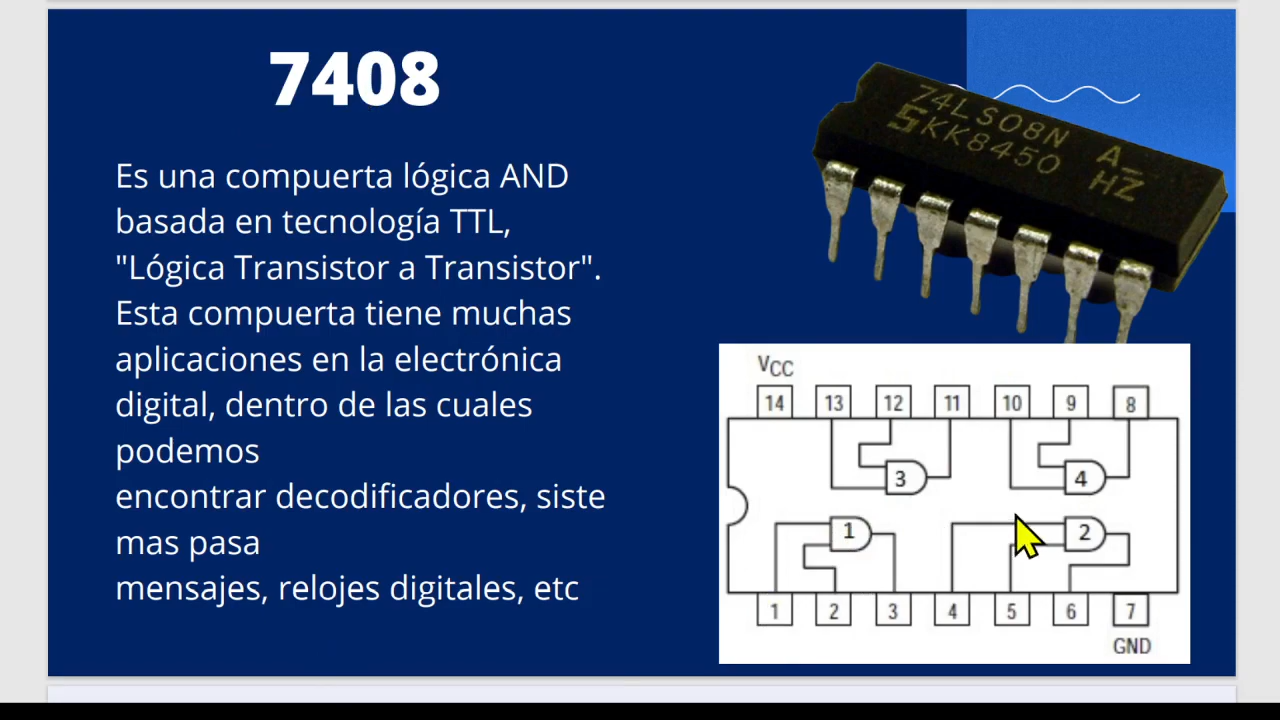 7408
Es una compuerta lógica AND
basada en tecnología TTL,
"Lógica Transistor a Transistor".
Esta compuerta tiene muchas
aplicaciones en la electrónica
digital, dentro de las cuales
podemos
encontrar decodificadores, siste
mas pasa
mensajes, relojes digitales, etc
74LS08N A_
SKK8450 HZ
VCC
14 13 12 11 10 9 8
3 4
1 2
1 2 3 4 5 6 7
GND